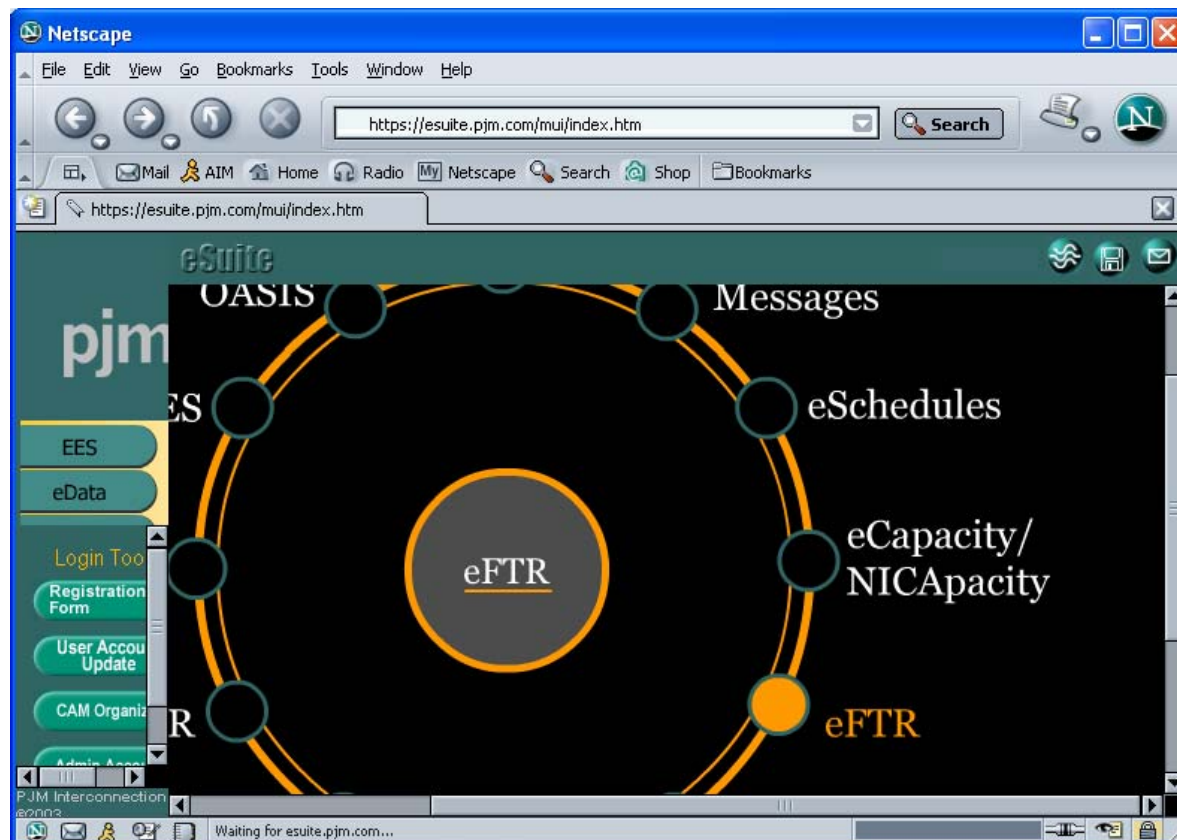 Netscape
File Edit View Go Bookmarks Tools Window Help
https://esuite.pjm.com/mui/index.htm
Search
Mail AIM Home Radio My Netscape Search Shop Bookmarks
https://esuite.pjm.com/mui/index.htm
eSuite
pjm
OASIS
Messages
ES
eSchedules
EES
eData
eFTR
eCapacity/
NICApacity
Login Too
Registration
Form
User Accou
Update
CAM Organiz
R
eFTR
Admin Accou
PJM Interconnection
©2003
Waiting for esuite.pjm.com...